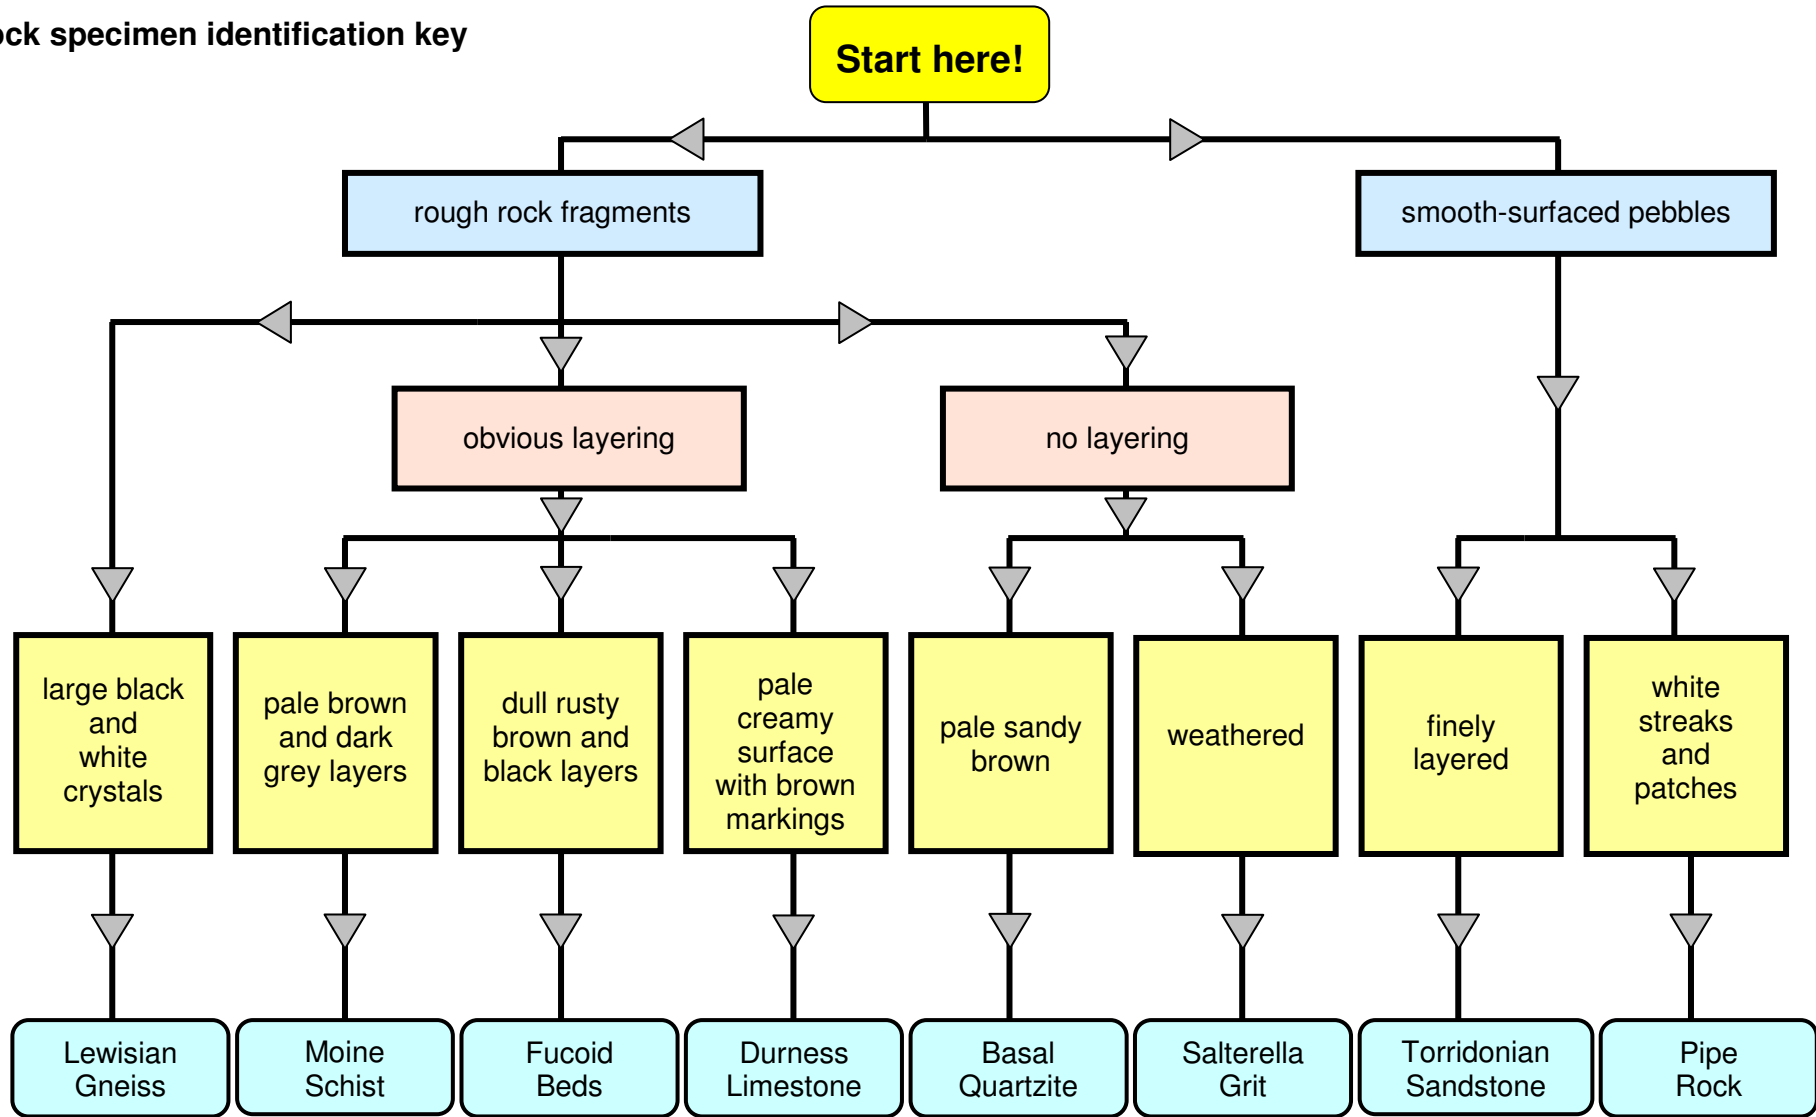 ock specimen identification key
Start here!
rough rock fragments
smooth-surfaced pebbles
obvious layering
no layering
large black
and
white
crystals
pale brown
and dark
grey layers
dull rusty
brown and
black layers
pale
creamy
surface
with brown
markings
pale sandy
brown
weathered
finely
layered
white
streaks
and
patches
Lewisian
Gneiss
Moine
Schist
Fucoid
Beds
Durness
Limestone
Basal
Quartzite
Salterella
Grit
Torridonian
Sandstone
Pipe
Rock